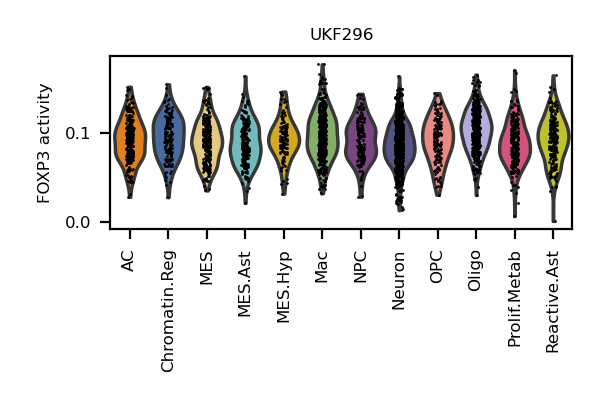 UKF296
FOXP3 activity
0.1
0.0
AC
Chromatin.Reg
MES
MES.Ast
MES.Hyp
Mac
NPC
Neuron
OPC
Oligo
Prolif.Metab
Reactive.Ast